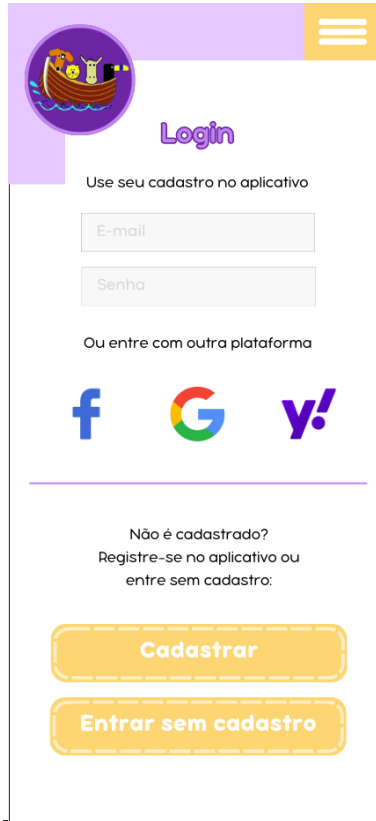 Login
Use seu cadastro no aplicativo
E-mail
Senha
Ou entre com outra plataforma
f G y!
Não é cadastrado?
Registre-se no aplicativo ou
entre sem cadastro:
Cadastrar
Entrar sem cadastro